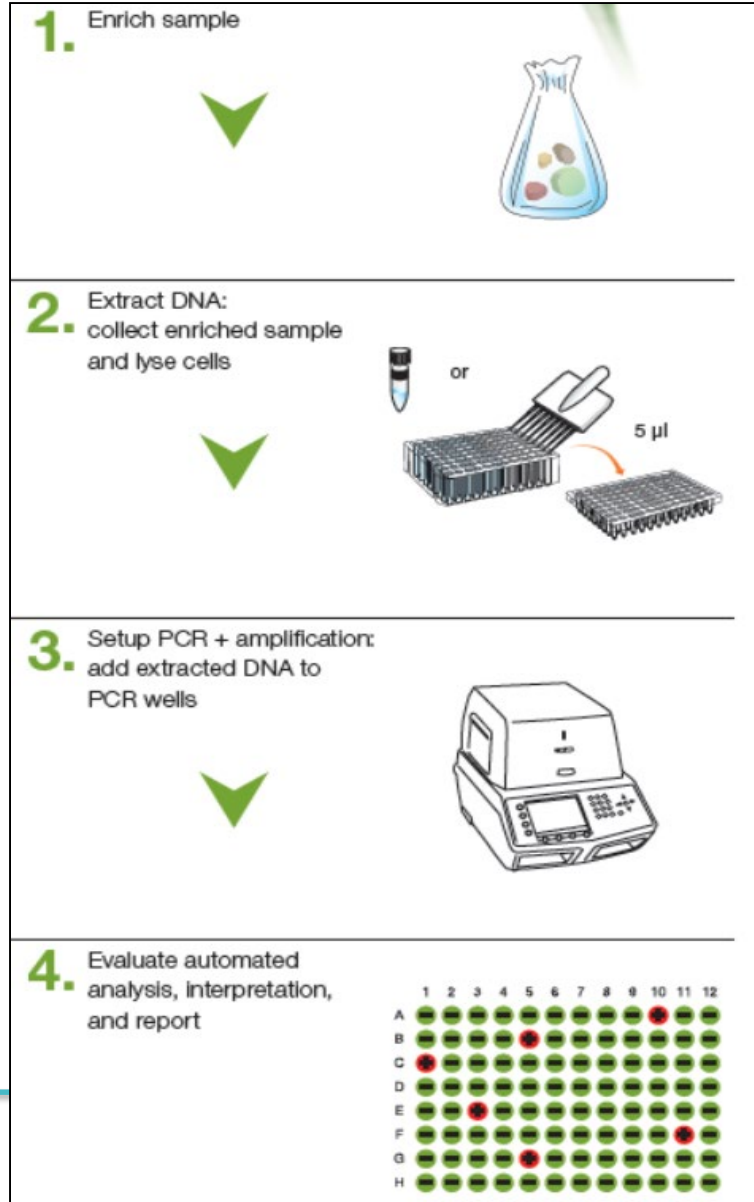 1. Enrich sample
2. Extract DNA:
collect enriched sample
and lyse cells
or
5 µl
3. Setup PCR + amplification:
add extracted DNA to
PCR wells
4. Evaluate automated
analysis, interpretation,
and report
1 2 3 4 5 6 7 8 9 10 11 12
A
B
C
D
E
F
G
H